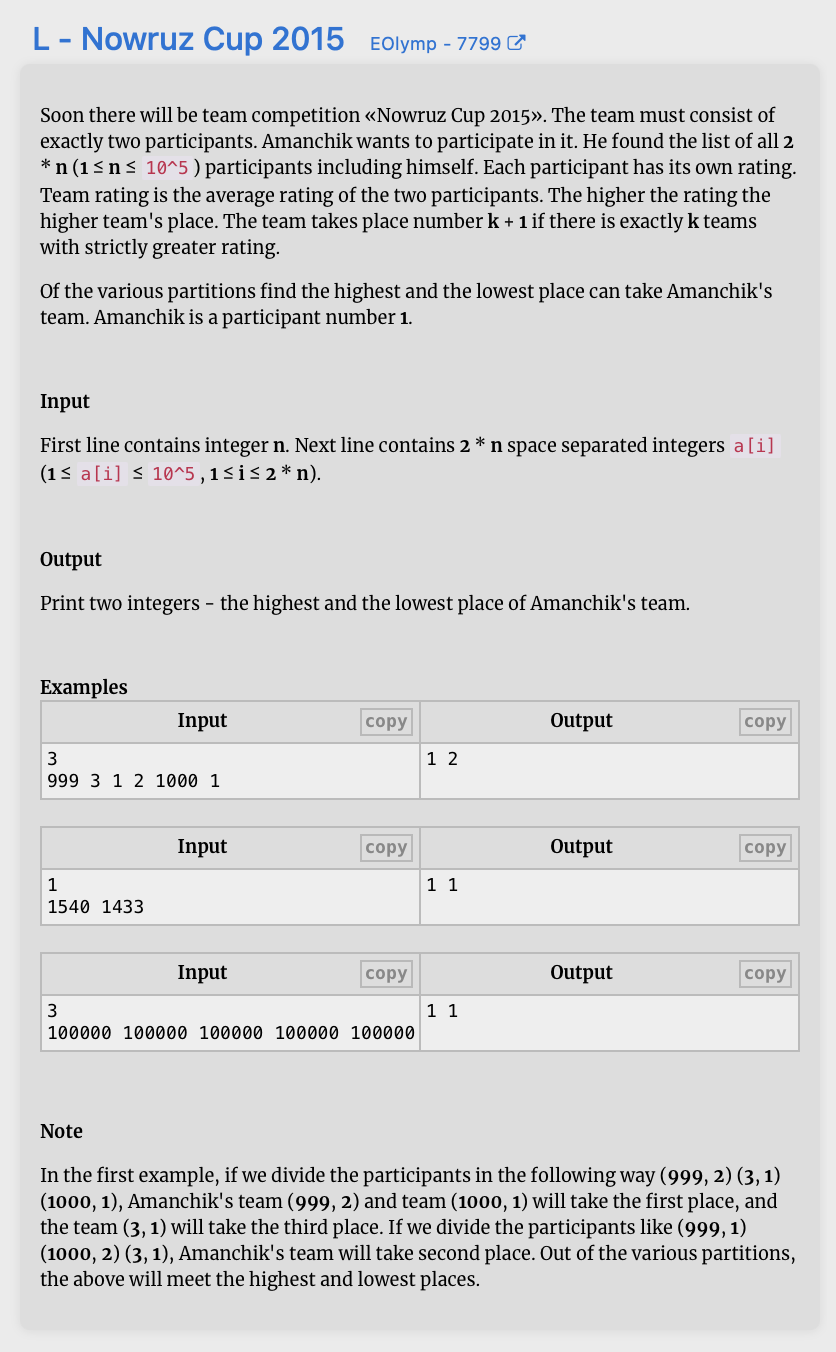 L - Nowruz Cup 2015 EOlymp - 7799
Soon there will be team competition «Nowruz Cup 2015». The team must consist of
exactly two participants. Amanchik wants to participate in it. He found the list of all 2
* n (1 ≤ n ≤ 10^5 ) participants including himself. Each participant has its own rating.
Team rating is the average rating of the two participants. The higher the rating the
higher team's place. The team takes place number k + 1 if there is exactly k teams
with strictly greater rating.
Of the various partitions find the highest and the lowest place can take Amanchik's
team. Amanchik is a participant number 1.
Input
First line contains integer n. Next line contains 2 * n space separated integers a[i]
(1 ≤ a[i] ≤ 10^5 , 1 ≤ i ≤ 2 * n).
Output
Print two integers - the highest and the lowest place of Amanchik's team.
Examples
Input copy Output copy
3 1 2
999 3 1 2 1000 1
Input copy Output copy
1 1 1
1540 1433
Input copy Output copy
3 1 1
100000 100000 100000 100000 100000
Note
In the first example, if we divide the participants in the following way (999, 2) (3, 1)
(1000, 1), Amanchik's team (999, 2) and team (1000, 1) will take the first place, and
the team (3, 1) will take the third place. If we divide the participants like (999, 1)
(1000, 2) (3, 1), Amanchik's team will take second place. Out of the various partitions,
the above will meet the highest and lowest places.